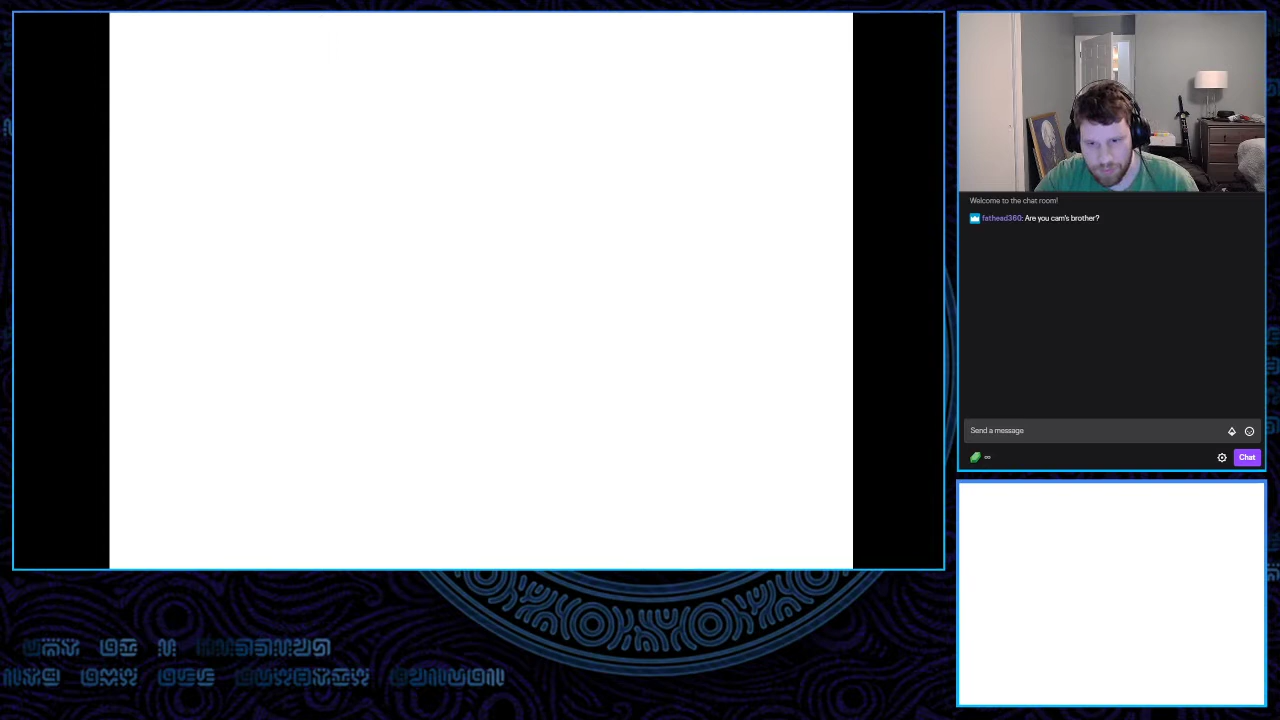 Welcome to the chat room!
fathead360: Are you cam's brother?
Send a message
∞
Chat